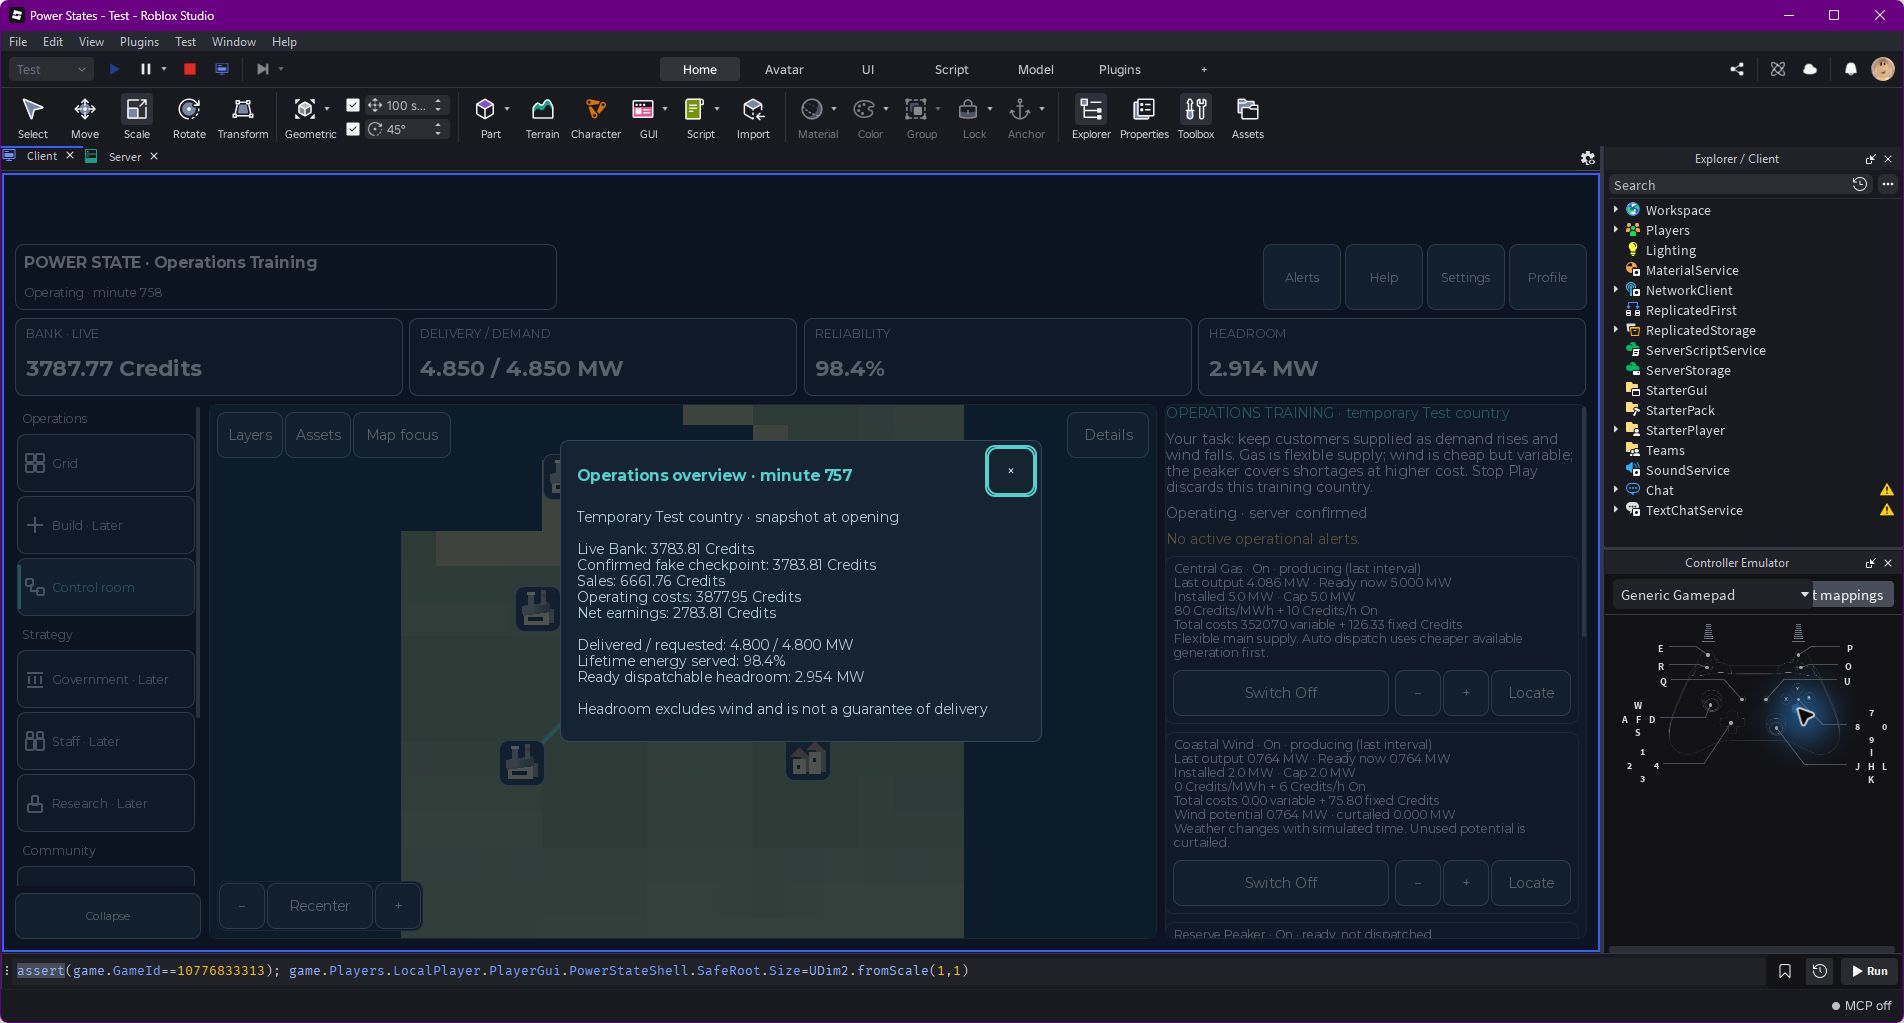 Power States - Test - Roblox Studio
File Edit View Plugins Test Window Help
Test
Home Avatar UI Script Model Plugins +
100 s...
45°
Select Move Scale Rotate Transform Geometric Part Terrain Character GUI Script Import Material Color Group Lock Anchor Explorer Properties Toolbox Assets
Client × Server ×
POWER STATE · Operations Training
Operating · minute 758
Alerts Help Settings Profile
BANK · LIVE
3787.77 Credits
DELIVERY / DEMAND
4.850 / 4.850 MW
RELIABILITY
98.4%
HEADROOM
2.914 MW
Operations
Grid
Build · Later
Control room
Strategy
Government · Later
Staff · Later
Research · Later
Community
Collapse
Layers Assets Map focus
Details
Operations overview · minute 757
×
Temporary Test country · snapshot at opening
Live Bank: 3783.81 Credits
Confirmed fake checkpoint: 3783.81 Credits
Sales: 6661.76 Credits
Operating costs: 3877.95 Credits
Net earnings: 2783.81 Credits
Delivered / requested: 4.800 / 4.800 MW
Lifetime energy served: 98.4%
Ready dispatchable headroom: 2.954 MW
Headroom excludes wind and is not a guarantee of delivery
− Recenter +
OPERATIONS TRAINING · temporary Test country
Your task: keep customers supplied as demand rises and
wind falls. Gas is flexible supply; wind is cheap but variable;
the peaker covers shortages at higher cost. Stop Play
discards this training country.
Operating · server confirmed
No active operational alerts.
Central Gas · On · producing (last interval)
Last output 4.086 MW · Ready now 5.000 MW
Installed 5.0 MW · Cap 5.0 MW
80 Credits/MWh + 10 Credits/h On
Total costs 3520.70 variable + 126.33 fixed Credits
Flexible main supply. Auto dispatch uses cheaper available
generation first.
Switch Off − + Locate
Coastal Wind · On · producing (last interval)
Last output 0.764 MW · Ready now 0.764 MW
Installed 2.0 MW · Cap 2.0 MW
0 Credits/MWh + 6 Credits/h On
Total costs 0.00 variable + 75.80 fixed Credits
Wind potential 0.764 MW · curtailed 0.000 MW
Weather changes with simulated time. Unused potential is
curtailed.
Switch Off − + Locate
Reserve Peaker · On · ready, not dispatched
Explorer / Client
Search
Workspace
Players
Lighting
MaterialService
NetworkClient
ReplicatedFirst
ReplicatedStorage
ServerScriptService
ServerStorage
StarterGui
StarterPack
StarterPlayer
Teams
SoundService
Chat
TextChatService
Controller Emulator
Generic Gamepad
t mappings
E P
R O
Q U
W
A F D
S
1
2 4
3
7
8 0
9
I
J H L
K
Y
X B
assert(game.GameId==10776833313); game.Players.LocalPlayer.PlayerGui.PowerStateShell.SafeRoot.Size=UDim2.fromScale(1,1)
Run
MCP off